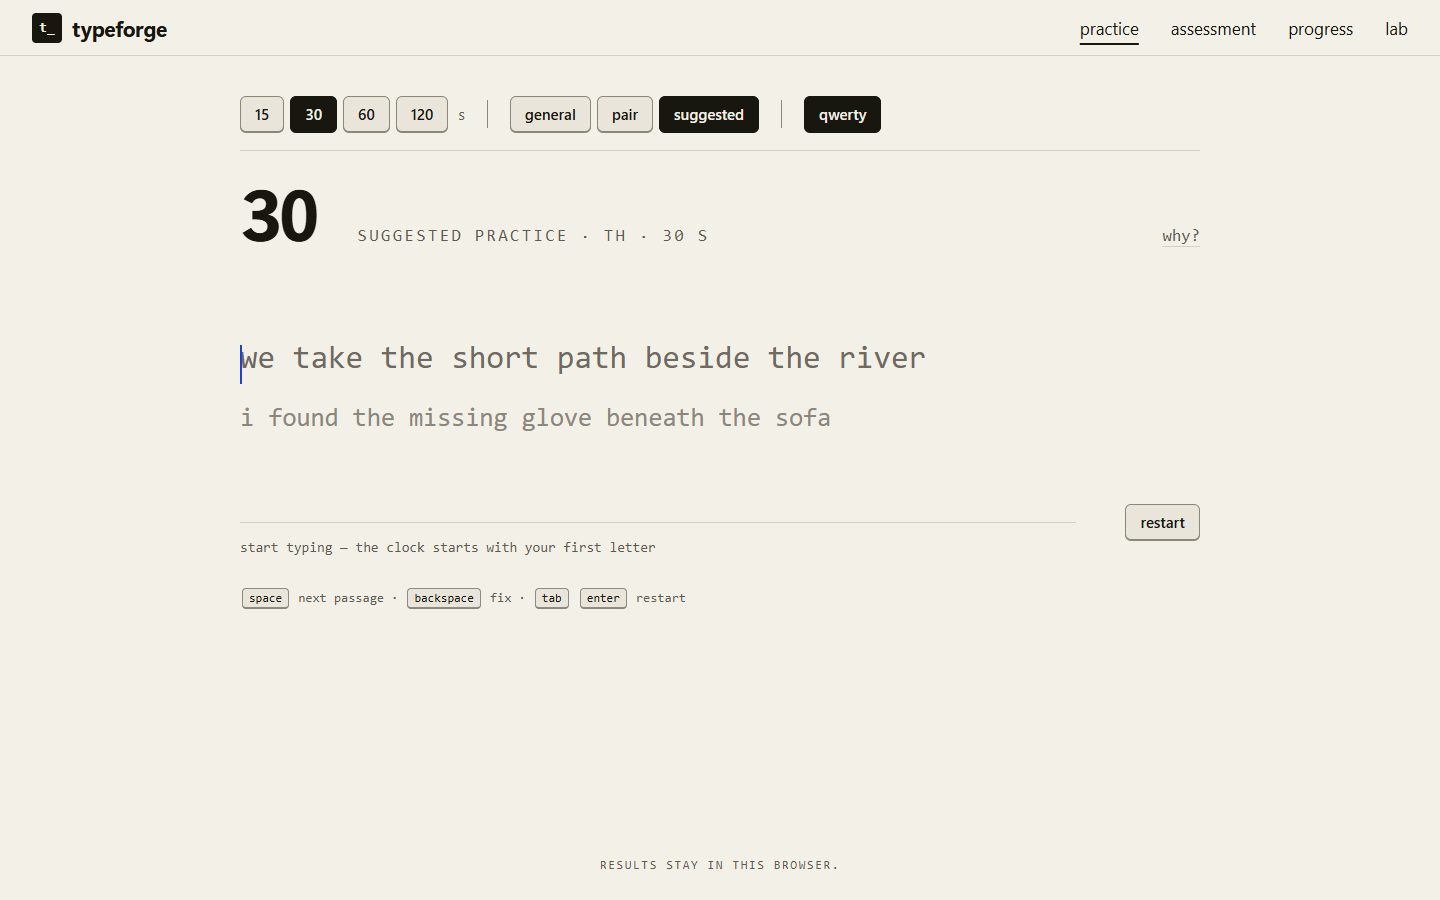 t_ typeforge practice assessment progress lab
15 30 60 120 s general pair suggested qwerty
30 SUGGESTED PRACTICE · TH · 30 S why?
we take the short path beside the river
i found the missing glove beneath the sofa
restart
start typing — the clock starts with your first letter
space next passage · backspace fix · tab enter restart
RESULTS STAY IN THIS BROWSER.